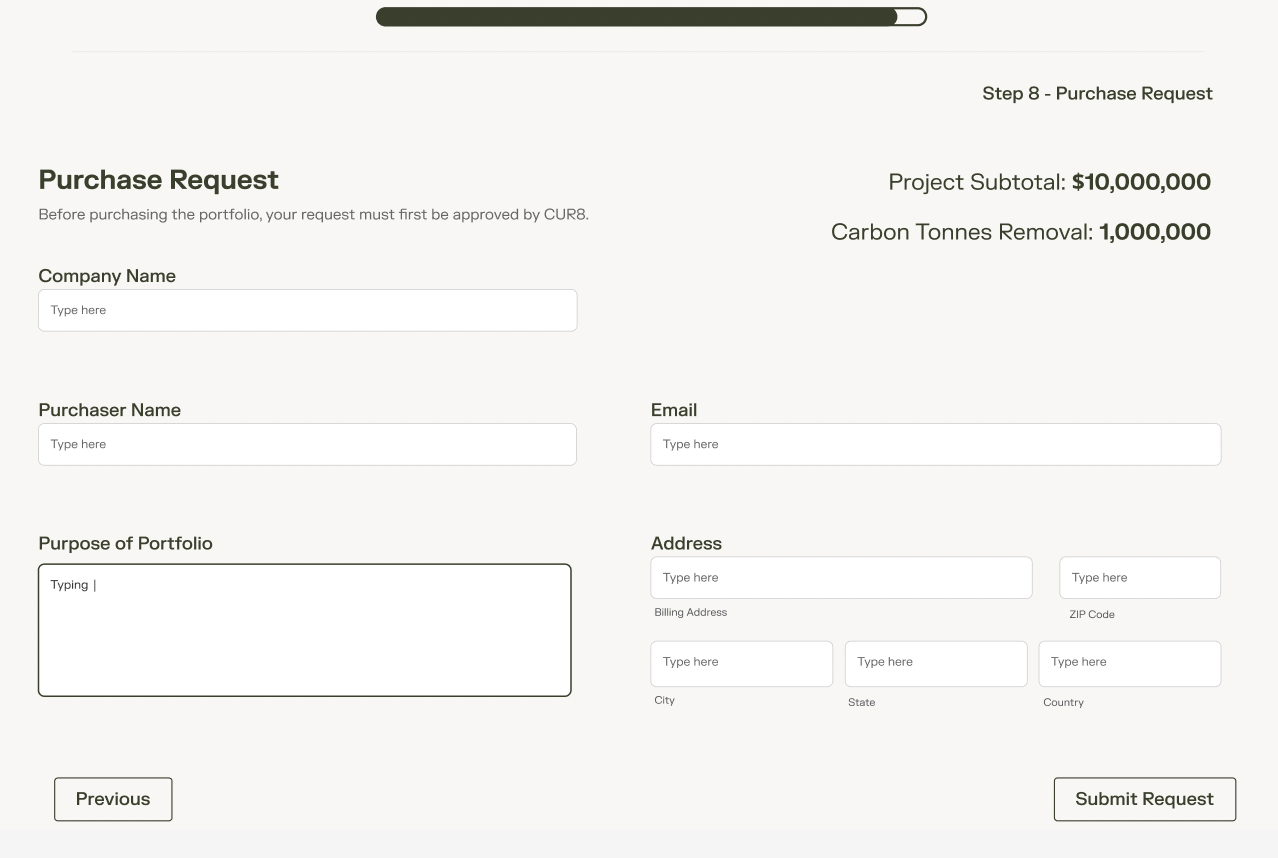 Step 8 - Purchase Request
Purchase Request
Project Subtotal: $10,000,000
Before purchasing the portfolio, your request must first be approved by CUR8.
Carbon Tonnes Removal: 1,000,000
Company Name
Type here
Purchaser Name
Email
Type here
Type here
Purpose of Portfolio
Address
Typing |
Type here
Type here
Billing Address
ZIP Code
Type here
Type here
Type here
City
State
Country
Previous
Submit Request